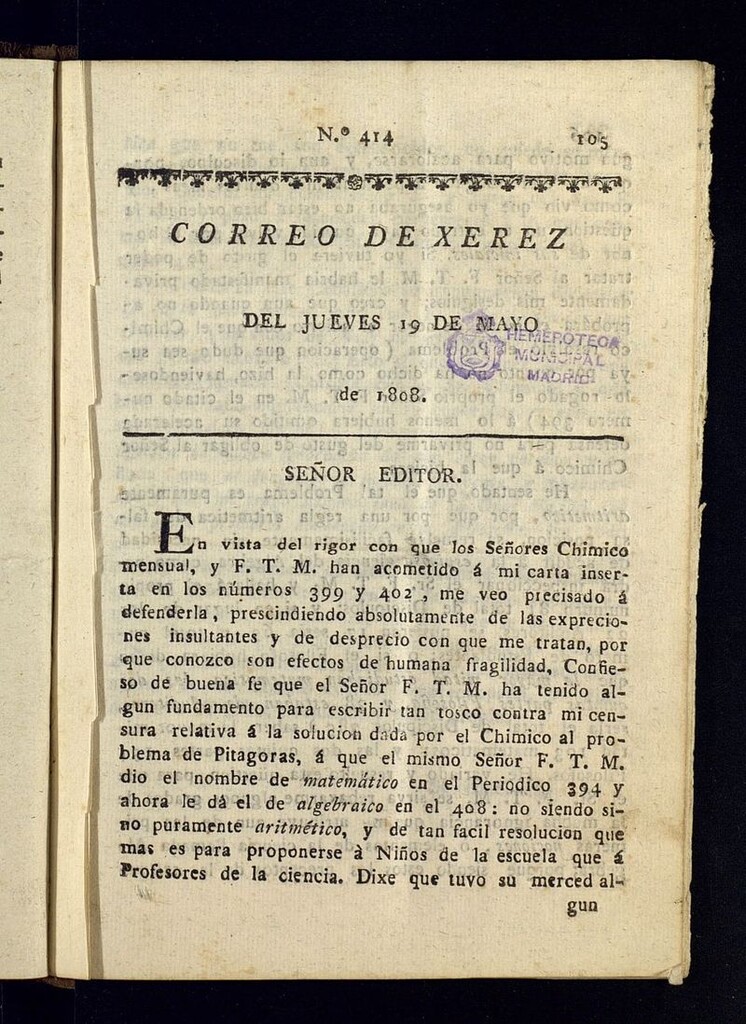 N.º 414
105
CORREO DE XEREZ
DEL JUEVES 19 DE MAYO
HEMEROTECA
MUNICIPAL
MADRID
de 1808.
SEÑOR EDITOR.
En vista del rigor con que los Señores Chimico
mensual, y F. T. M. han acometido á mi carta inser-
ta en los números 399 y 402, me veo precisado á
defenderla, prescindiendo absolutamente de las exprecio-
nes insultantes y de desprecio con que me tratan, por
que conozco son efectos de humana fragilidad, Confie-
so de buena fe que el Señor F. T. M. ha tenido al-
gun fundamento para escribir tan tosco contra mi cen-
sura relativa á la solucion dada por el Chimico al pro-
blema de Pitagoras, á que el mismo Señor F. T. M.
dio el nombre de matemático en el Periodico 394 y
ahora le dá el de algebraico en el 408: no siendo si-
no puramente aritmético, y de tan facil resolucion que
mas es para proponerse à Niños de la escuela que á
Profesores de la ciencia. Dixe que tuvo su merced al-
gun